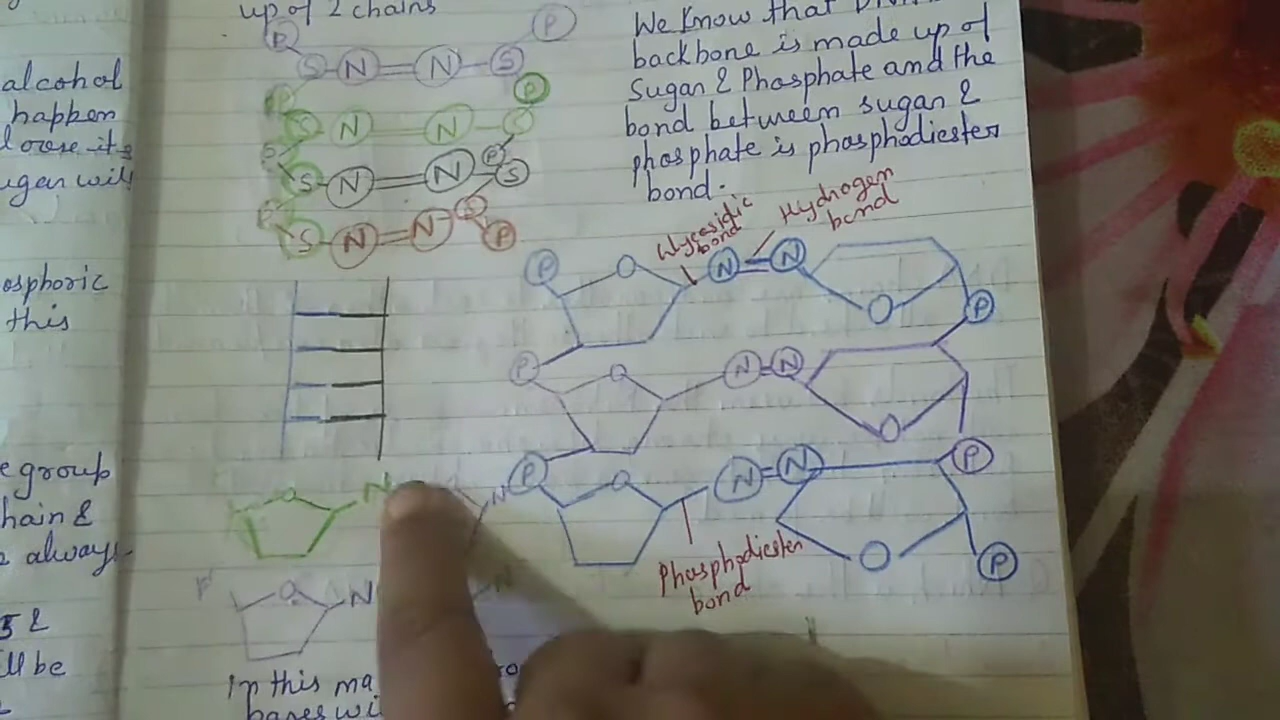 up of 2 chains
P
P
S N N S
P
P
S N N S
P
P
S N N S
P
S
S N N P
alcohol
happen
ugar will
osphoric
this
e group
hain &
always
5 &
ll be
We Know that
backbone is made up of
Sugar & Phosphate and the
bond between sugar &
phosphate is phosphodiester
bond.
Glycosidic
bond
Hydrogen
bond
P O N N O P
P O N N O P
P O N N O P
Phosphodiester
bond
O N
N
P O N
N
In this ma
bases wi